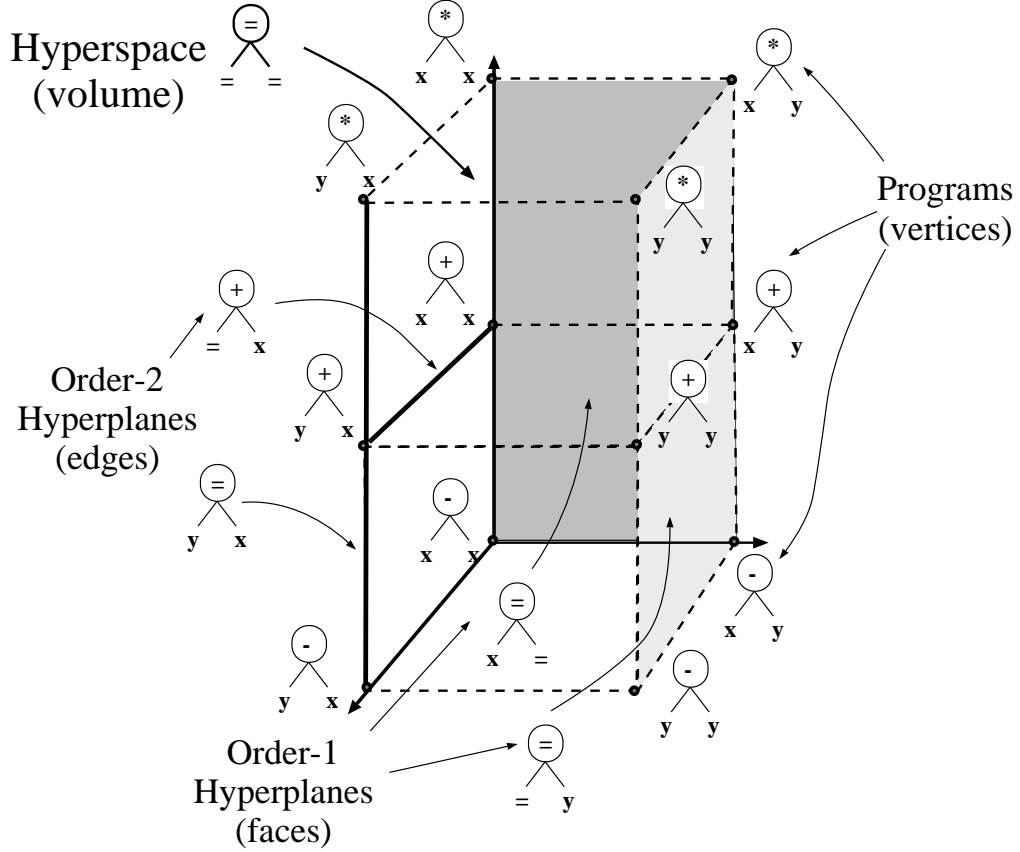 Hyperspace
(volume)
=
= =
*
x x
*
x y
*
y x
*
y y
Programs
(vertices)
+
x x
+
= x
+
x y
Order-2
Hyperplanes
(edges)
+
y x
+
y y
=
y x
-
x x
-
x y
=
x =
-
y x
-
y y
Order-1
Hyperplanes
(faces)
=
= y